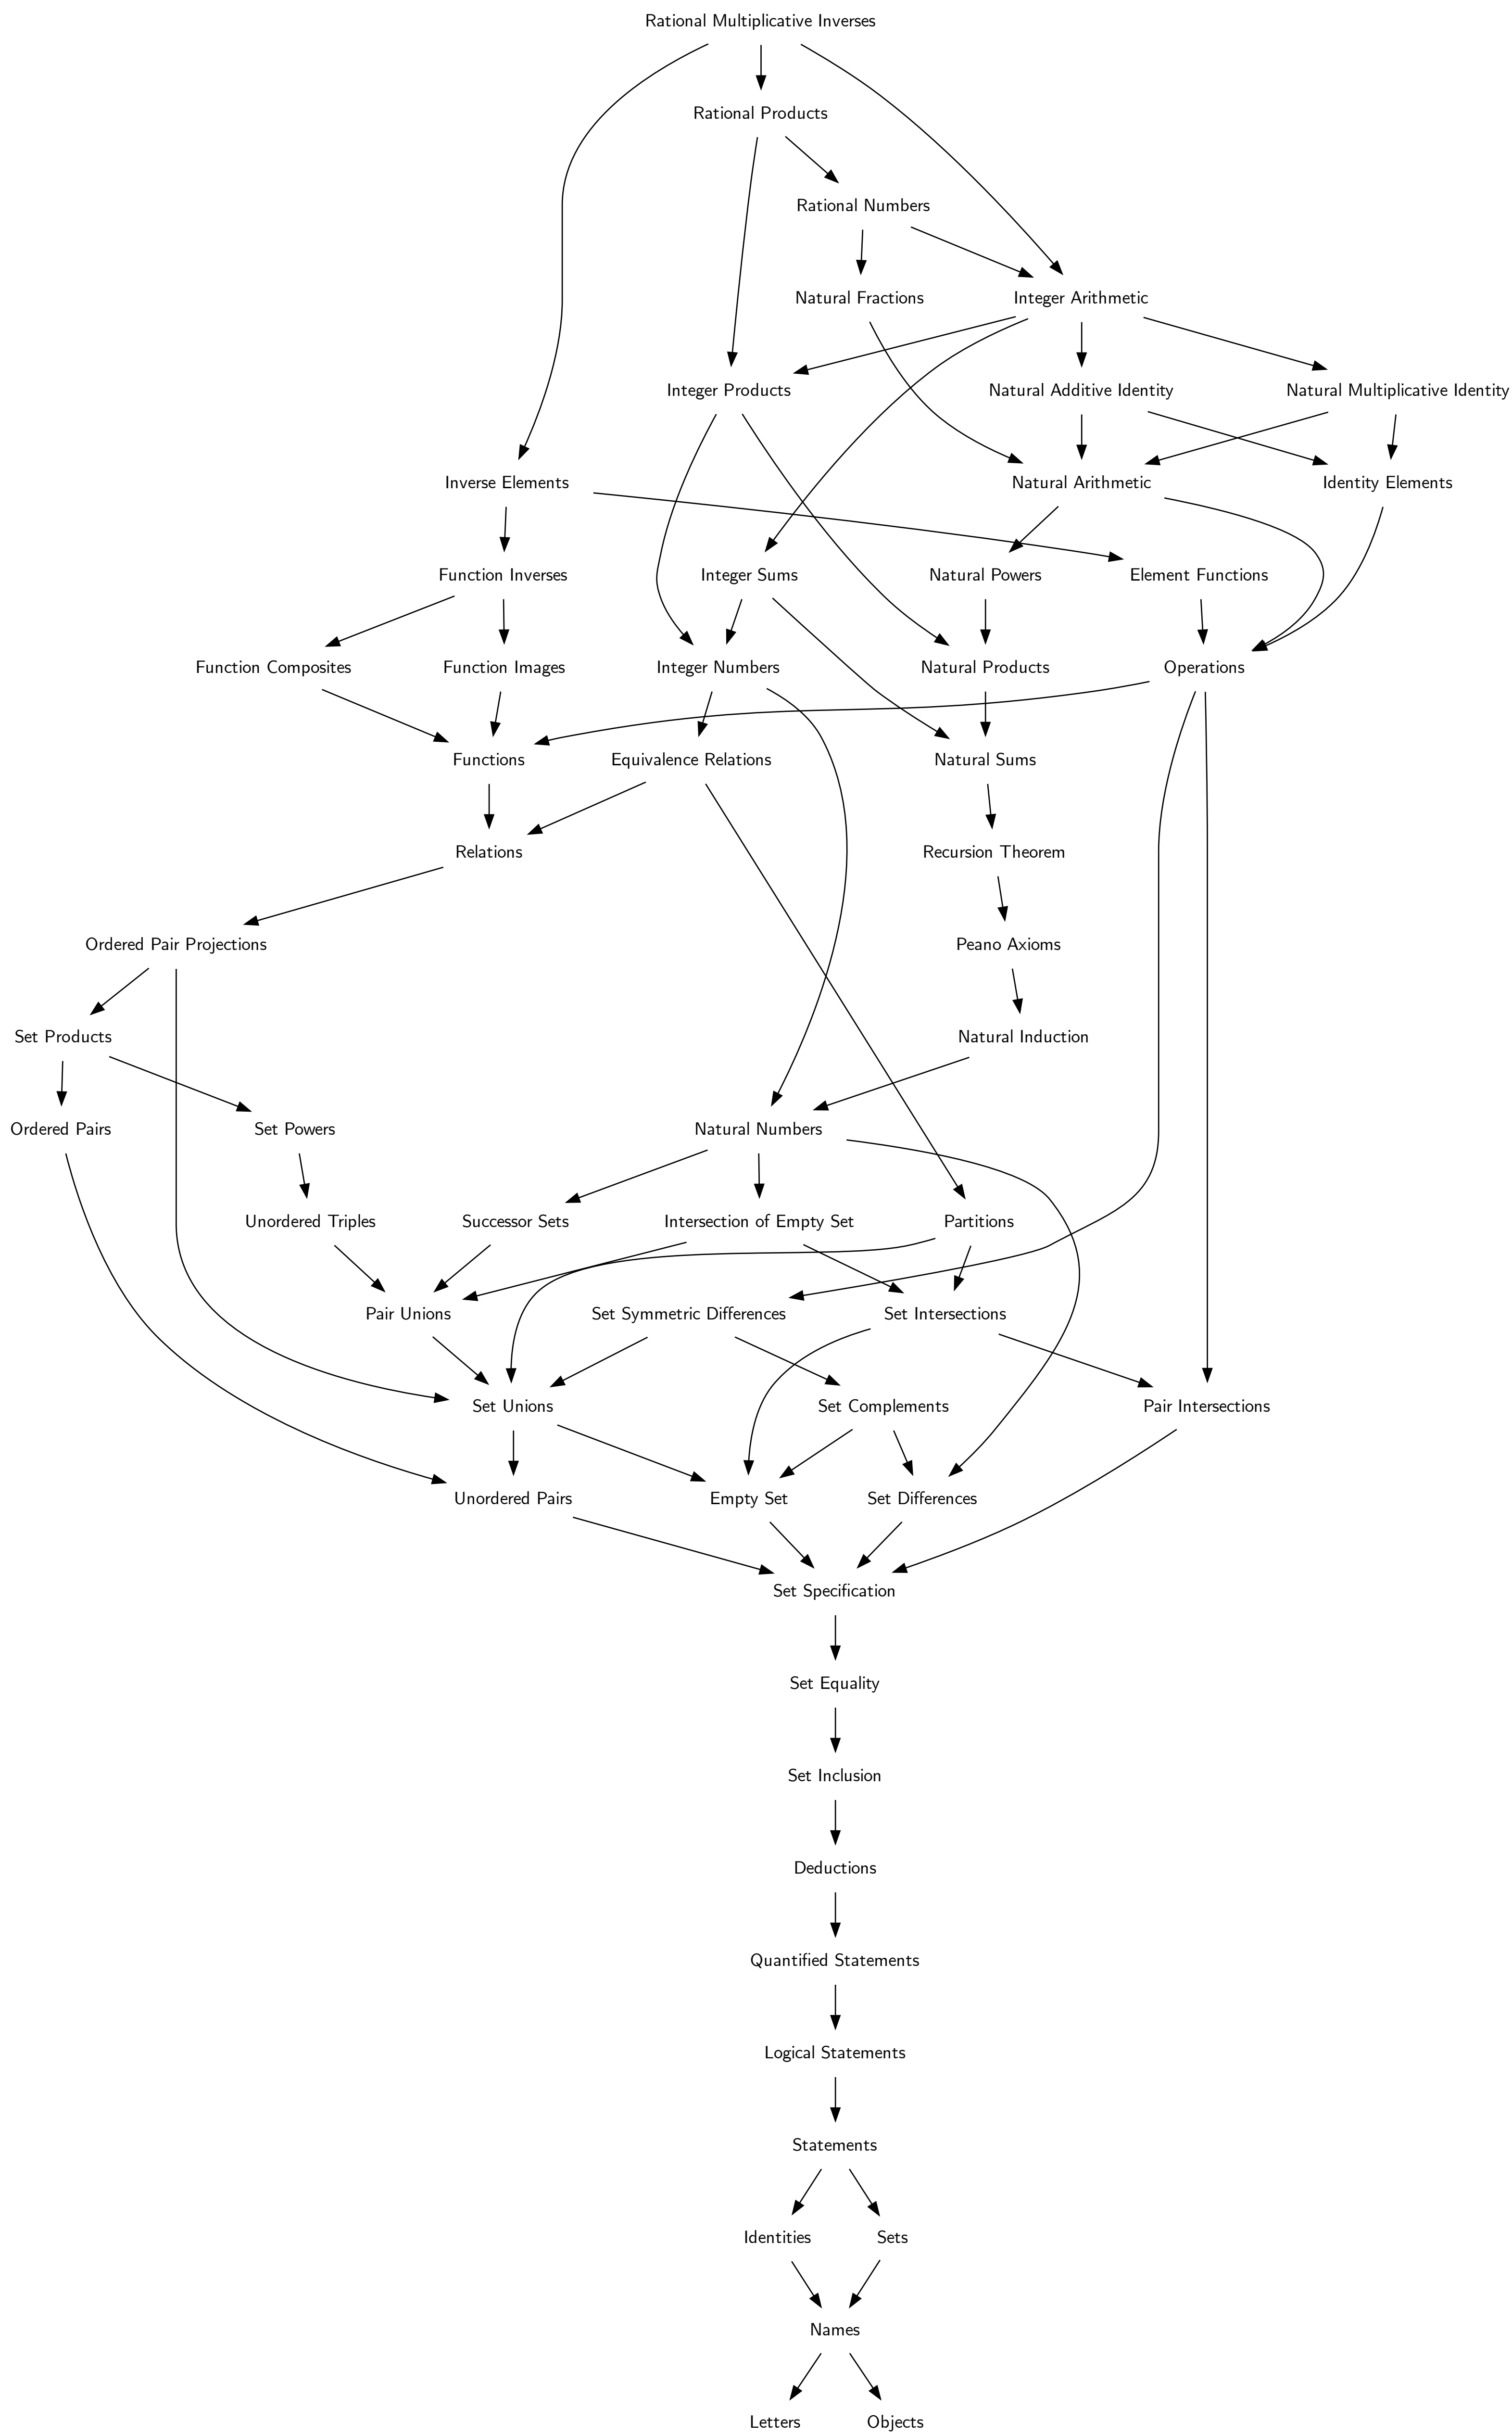 Rational Multiplicative Inverses
Rational Products
Rational Numbers
Natural Fractions
Integer Arithmetic
Integer Products
Natural Additive Identity
Natural Multiplicative Identity
Inverse Elements
Natural Arithmetic
Identity Elements
Function Inverses
Integer Sums
Natural Powers
Element Functions
Function Composites
Function Images
Integer Numbers
Natural Products
Operations
Functions
Equivalence Relations
Natural Sums
Relations
Recursion Theorem
Ordered Pair Projections
Peano Axioms
Set Products
Natural Induction
Ordered Pairs
Set Powers
Natural Numbers
Unordered Triples
Successor Sets
Intersection of Empty Set
Partitions
Pair Unions
Set Symmetric Differences
Set Intersections
Set Unions
Set Complements
Pair Intersections
Unordered Pairs
Empty Set
Set Differences
Set Specification
Set Equality
Set Inclusion
Deductions
Quantified Statements
Logical Statements
Statements
Identities
Sets
Names
Letters
Objects